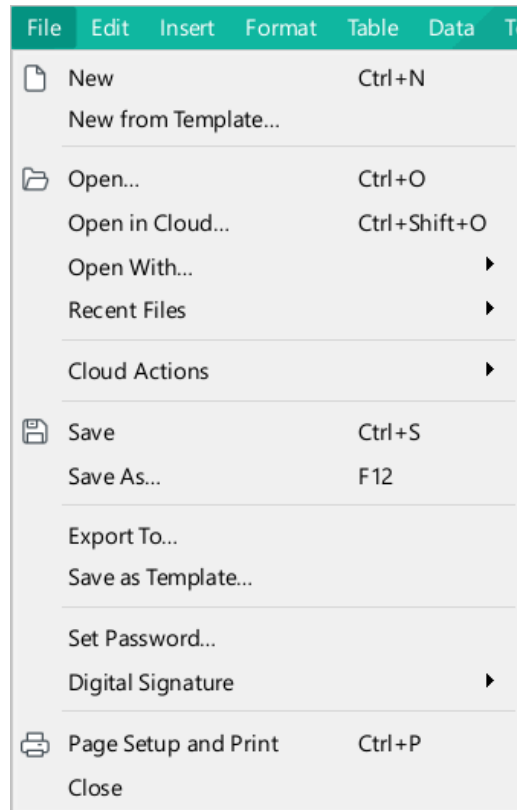 File Edit Insert Format Table Data
New Ctrl+N
New from Template...
Open... Ctrl+O
Open in Cloud... Ctrl+Shift+O
Open With...
Recent Files
Cloud Actions
Save Ctrl+S
Save As... F12
Export To...
Save as Template...
Set Password...
Digital Signature
Page Setup and Print Ctrl+P
Close